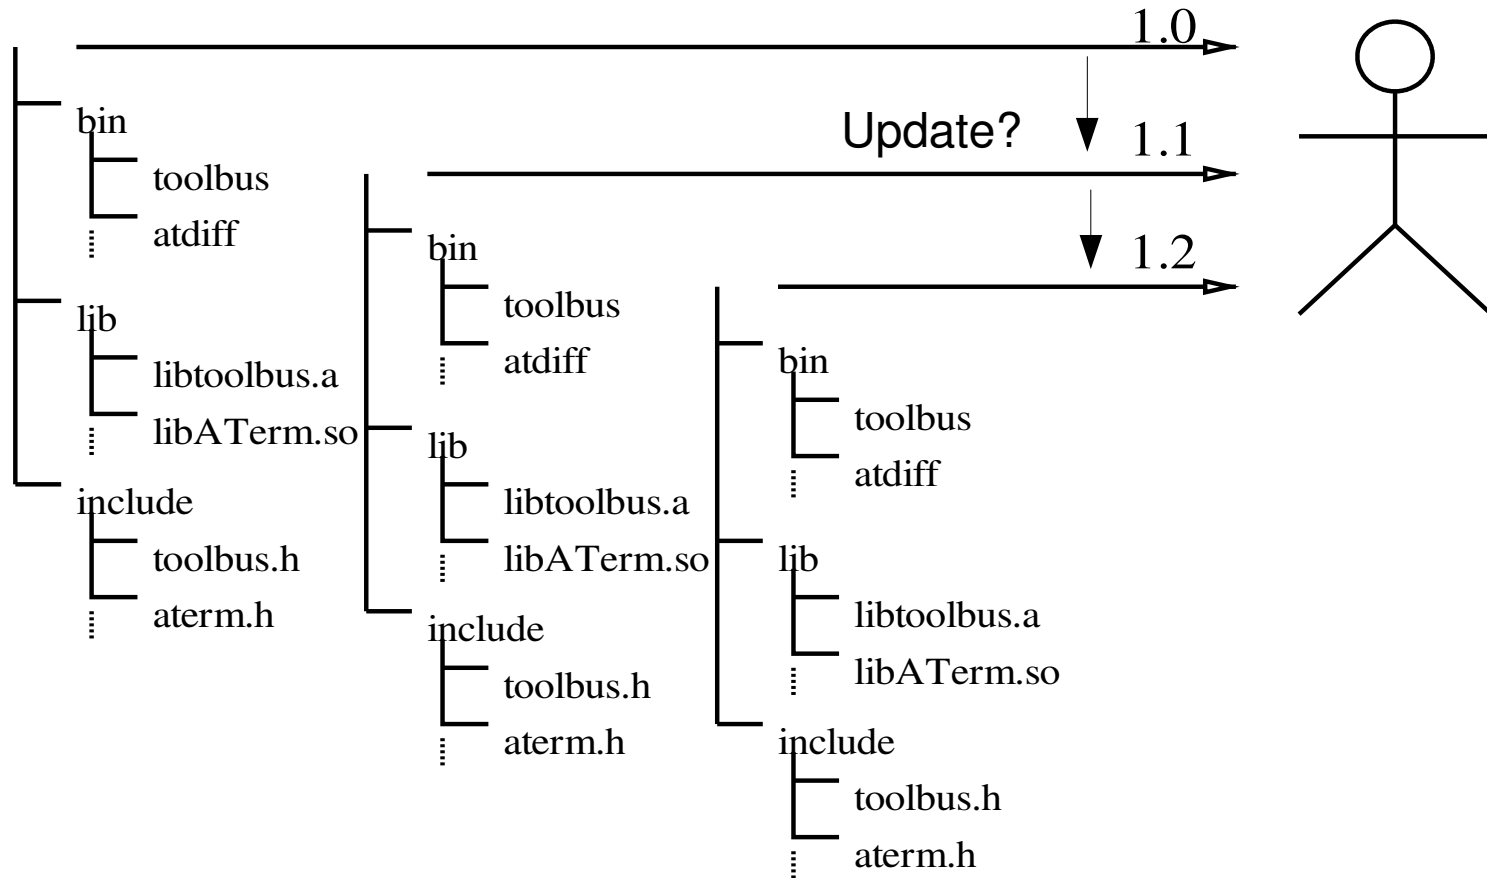 1.0
bin
toolbus
atdiff
lib
libtoolbus.a
libATerm.so
include
toolbus.h
aterm.h
Update?
1.1
bin
toolbus
atdiff
lib
libtoolbus.a
libATerm.so
include
toolbus.h
aterm.h
1.2
bin
toolbus
atdiff
lib
libtoolbus.a
libATerm.so
include
toolbus.h
aterm.h